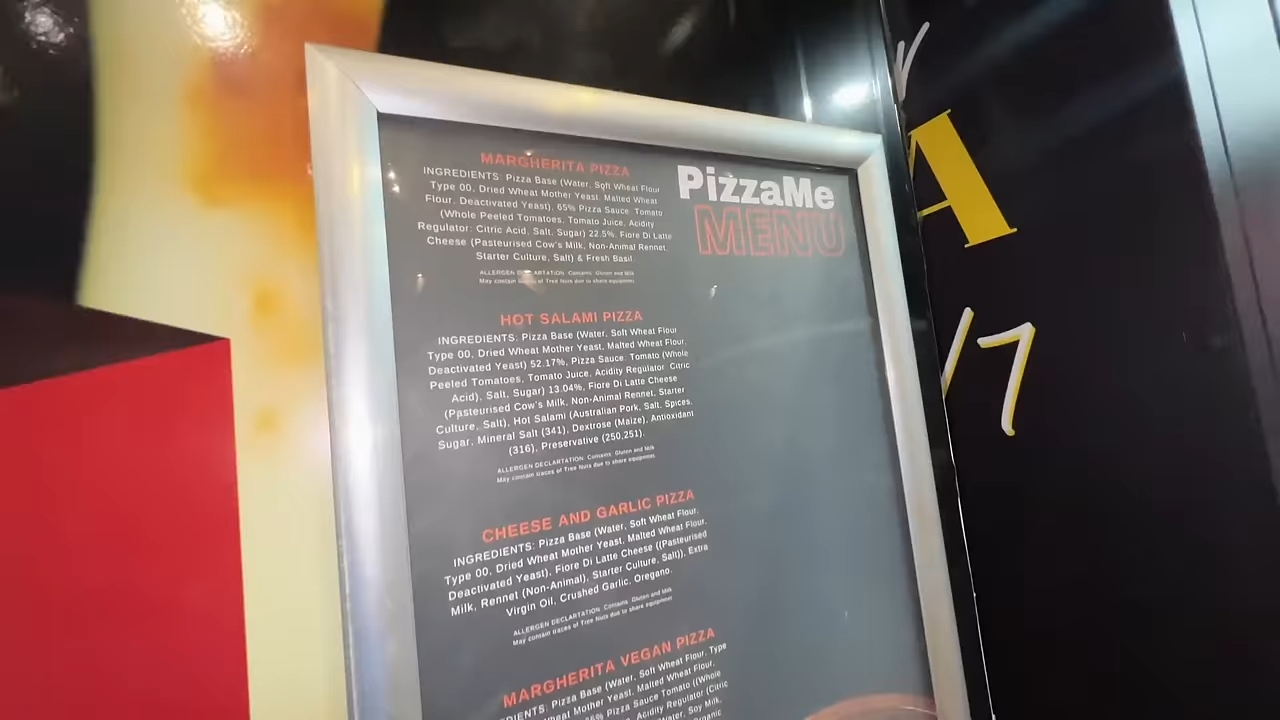 MARGHERITA PIZZA
INGREDIENTS: Pizza Base (Water, Soft Wheat Flour
Type 00, Dried Wheat Mother Yeast, Malted Wheat
Flour, Deactivated Yeast), 65% Pizza Sauce: Tomato
(Whole Peeled Tomatoes, Tomato Juice, Acidity
Regulator: Citric Acid, Salt, Sugar) 22.5%, Fiore Di Latte
Cheese (Pasteurised Cow's Milk, Non-Animal Rennet,
Starter Culture, Salt) & Fresh Basil.
ALLERGEN DECLARTATION: Contains: Gluten and Milk
May contain traces of Tree Nuts due to share equipment
PizzaMe
MENU
HOT SALAMI PIZZA
INGREDIENTS: Pizza Base (Water, Soft Wheat Flour
Type 00, Dried Wheat Mother Yeast, Malted Wheat Flour,
Deactivated Yeast) 52.17%, Pizza Sauce: Tomato (Whole
Peeled Tomatoes, Tomato Juice, Acidity Regulator: Citric
Acid), Salt, Sugar) 13.04%, Fiore Di Latte Cheese
(Pasteurised Cow's Milk, Non-Animal Rennet, Starter
Culture, Salt), Hot Salami (Australian Pork, Salt, Spices,
Sugar, Mineral Salt (341), Dextrose (Maize), Antioxidant
(316), Preservative (250,251).
ALLERGEN DECLARTATION: Contains: Gluten and Milk
May contain traces of Tree Nuts due to share equipment
CHEESE AND GARLIC PIZZA
INGREDIENTS: Pizza Base (Water, Soft Wheat Flour,
Type 00, Dried Wheat Mother Yeast, Malted Wheat Flour,
Deactivated Yeast), Fiore Di Latte Cheese ((Pasteurised
Milk, Rennet (Non-Animal), Starter Culture, Salt)), Extra
Virgin Oil, Crushed Garlic, Oregano.
ALLERGEN DECLARTATION: Contains: Gluten and Milk
May contain traces of Tree Nuts due to share equipment
MARGHERITA VEGAN PIZZA
Pizza Base (Water, Soft Wheat Flour, Type
Wheat Mother Yeast, Malted Wheat Flour,
Pizza Sauce: Tomato ((Whole
Acidity Regulator (Citric
Water, Soy Milk,
A
/7